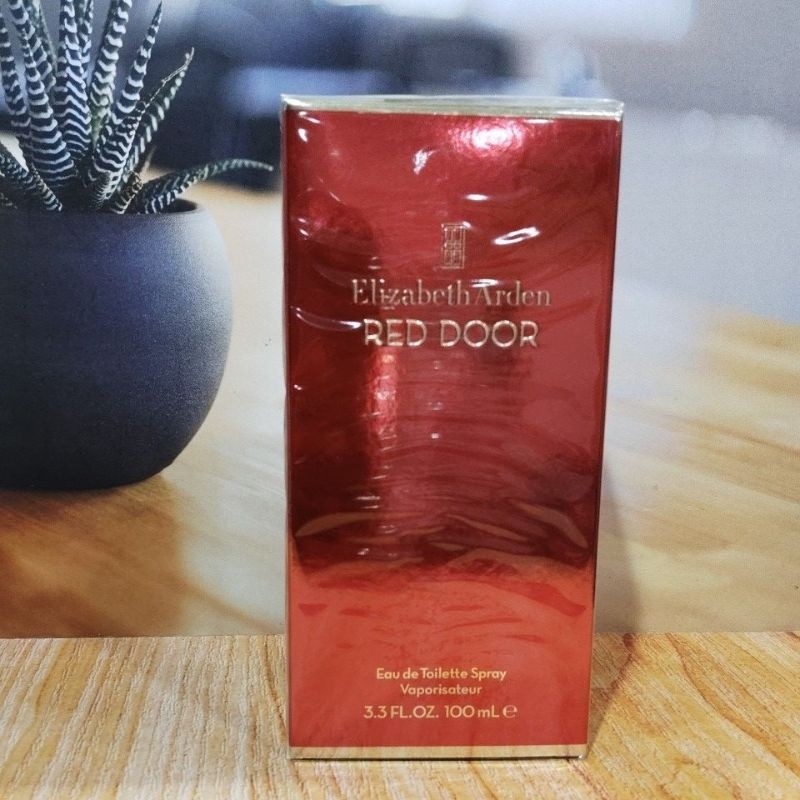 Elizabeth Arden
RED DOOR
Eau de Toilette Spray
Vaporisateur
3.3 FL.OZ. 100 mL ℮